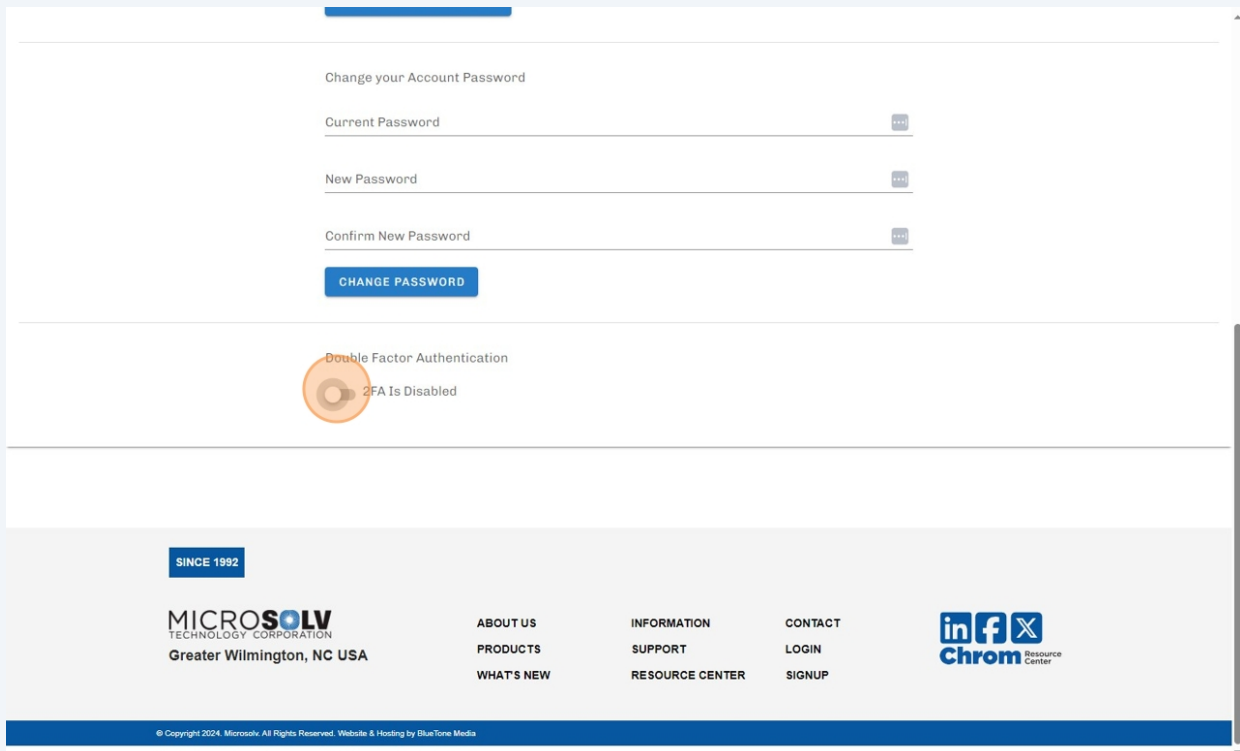 Change your Account Password
Current Password
New Password
Confirm New Password
CHANGE PASSWORD
Double Factor Authentication
2FA Is Disabled
SINCE 1992
MICROSOLV
TECHNOLOGY CORPORATION
Greater Wilmington, NC USA
ABOUT US
PRODUCTS
WHAT'S NEW
INFORMATION
SUPPORT
RESOURCE CENTER
CONTACT
LOGIN
SIGNUP
in f X
Chrom Resource Center
© Copyright 2024. Microsolv. All Rights Reserved. Website & Hosting by BlueTone Media